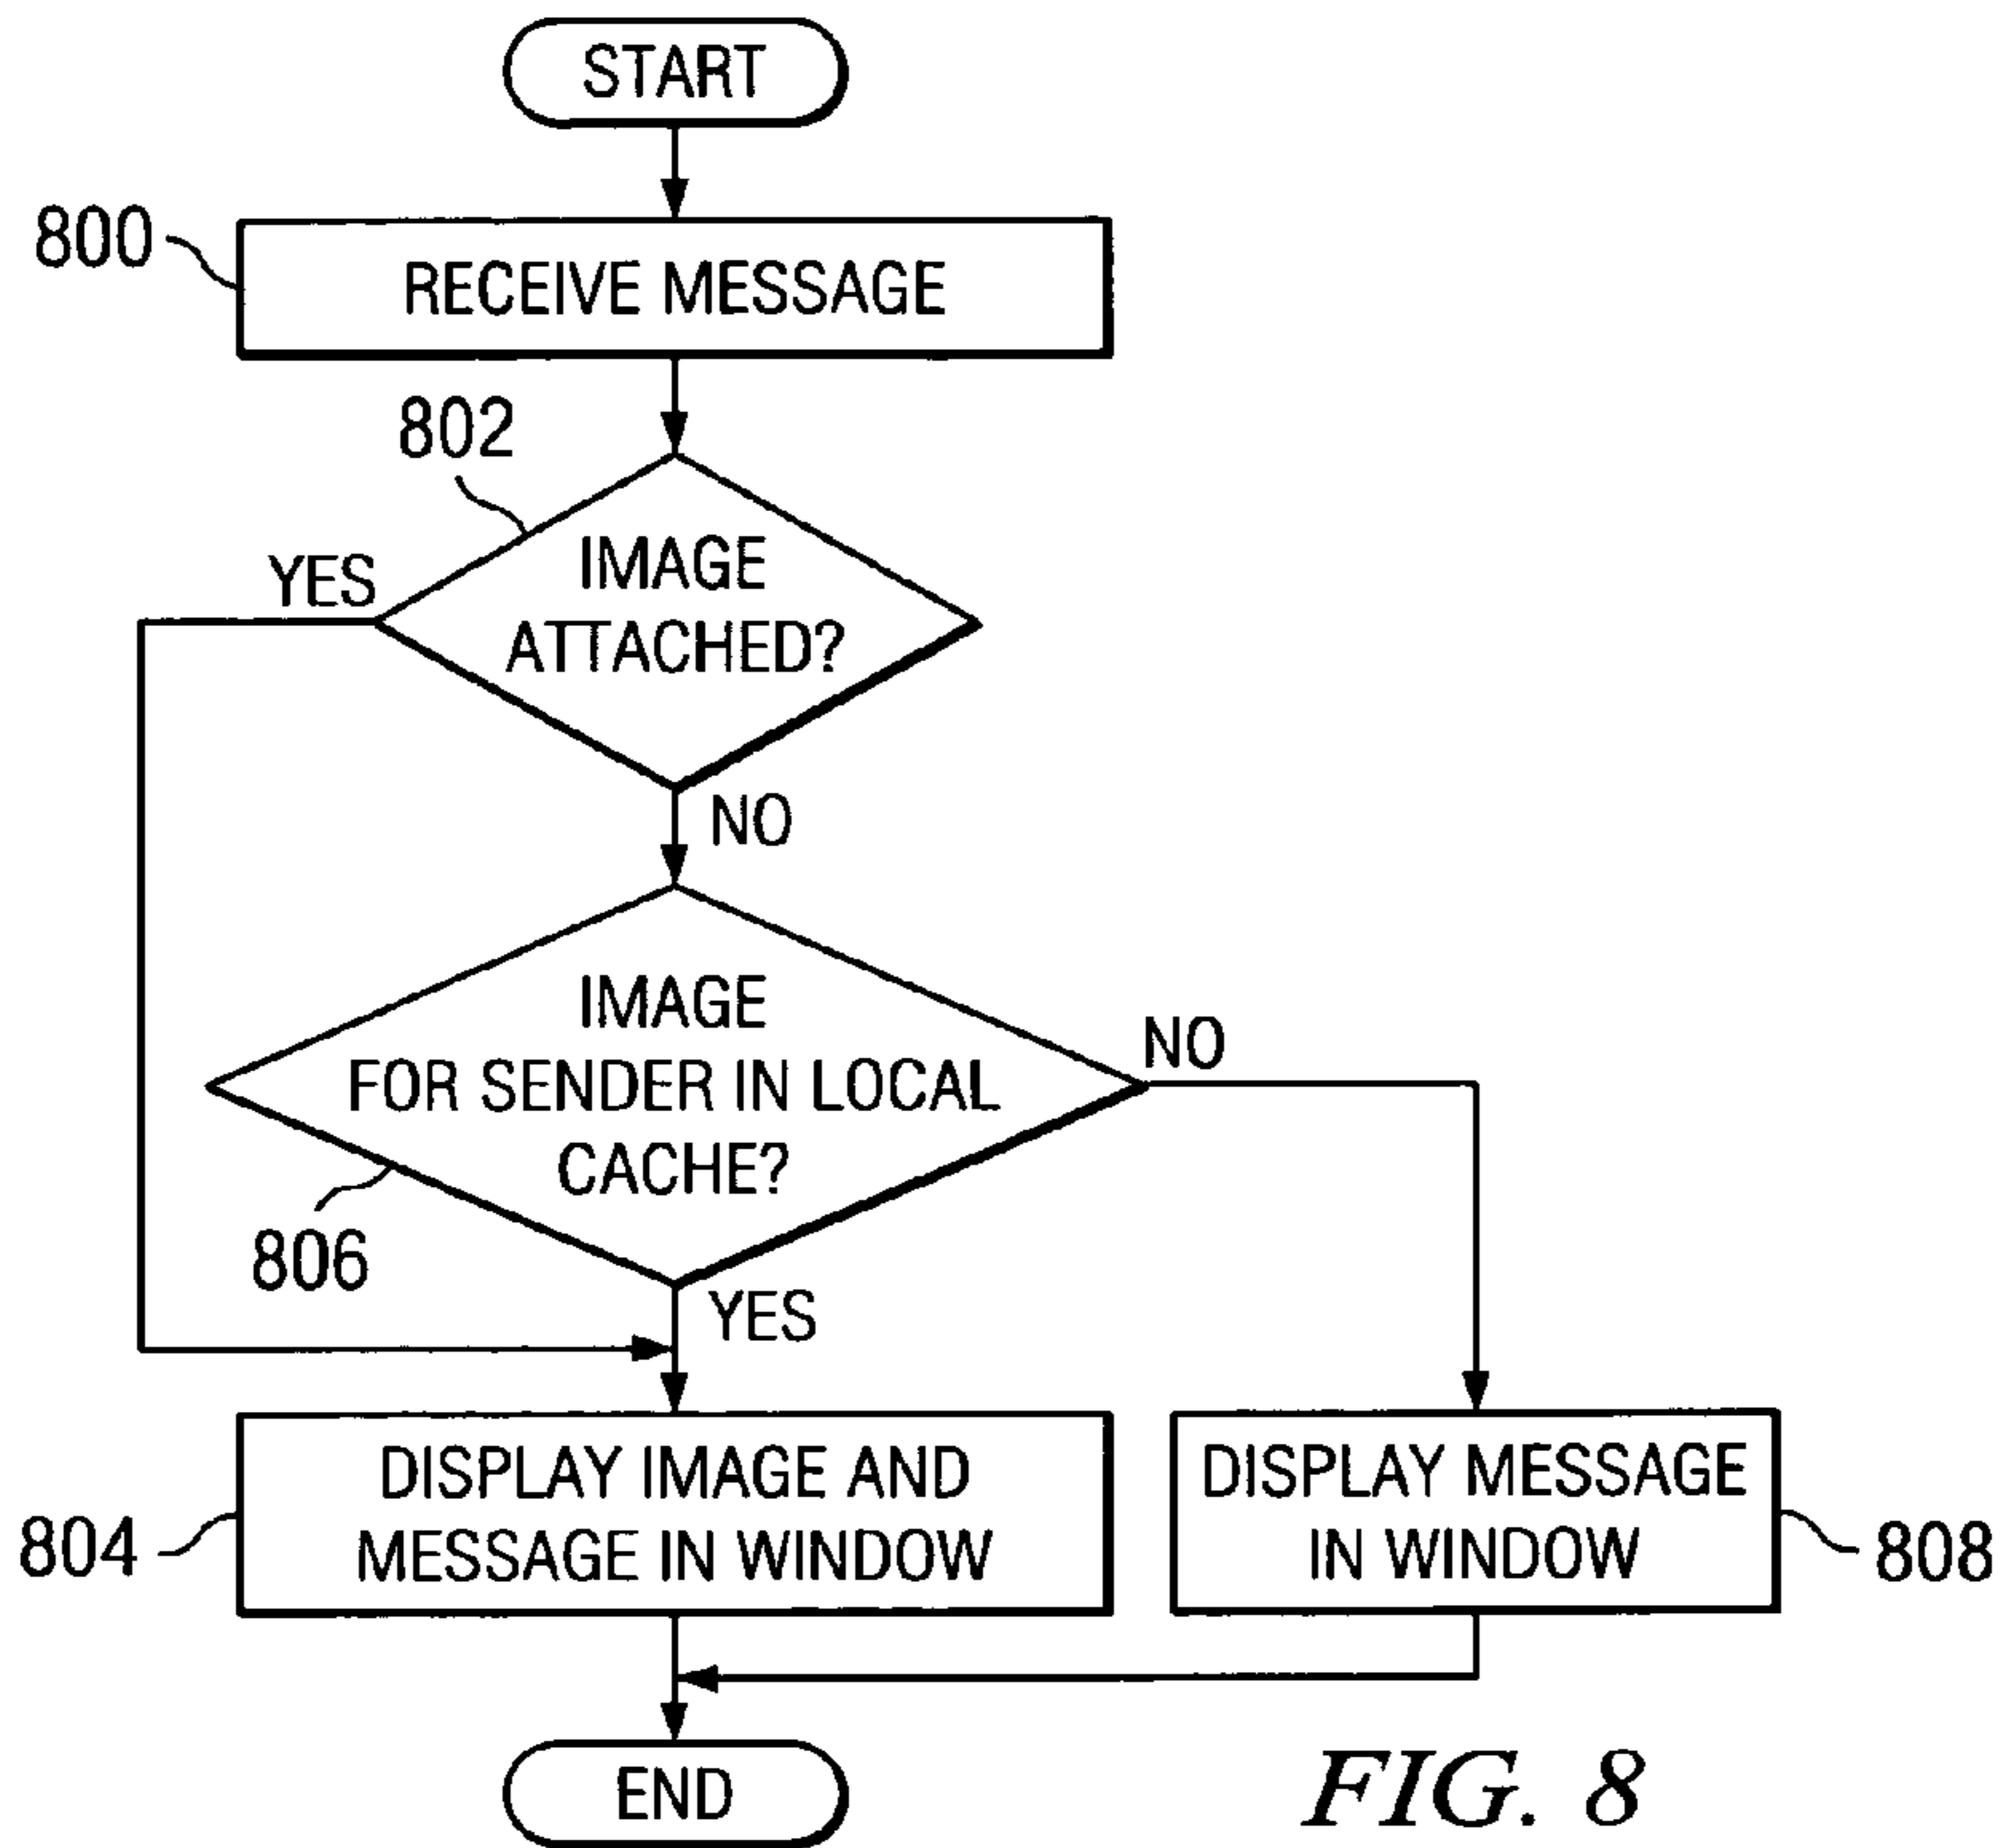 START
800
RECEIVE MESSAGE
802
YES
IMAGE
ATTACHED?
NO
IMAGE
FOR SENDER IN LOCAL
CACHE?
NO
806
YES
DISPLAY IMAGE AND
MESSAGE IN WINDOW
804
DISPLAY MESSAGE
IN WINDOW
808
END
FIG. 8